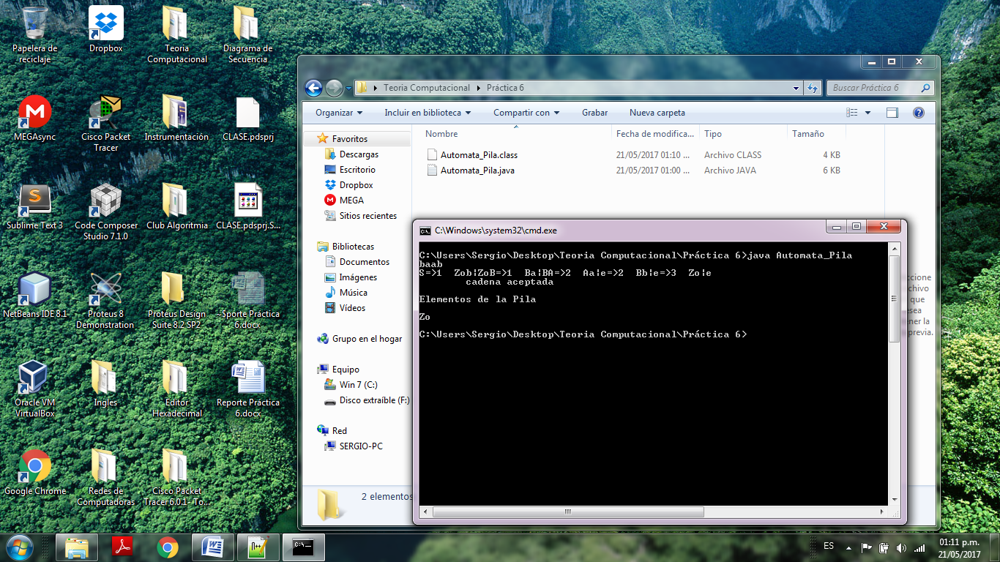 Papelera de
reciclaje
Dropbox
Teoria
Computacional
Diagrama de
Secuencia
MEGAsync
Cisco Packet
Tracer
Instrumentación
CLASE.pdsprj
Sublime Text 3
Code Composer
Studio 7.1.0
Club Algoritmia
CLASE.pdsprj.S...
NetBeans IDE 8.1
Proteus 8
Demonstration
Proteus Design
Suite 8.2 SP2
~$porte Práctica
6.docx
Oracle VM
VirtualBox
Ingles
Editor
Hexadecimal
Reporte Práctica
6.docx
Google Chrome
Redes de
Computadoras
Cisco Packet
Tracer 6.0.1- To...
Teoria Computacional Práctica 6
Buscar Práctica 6
Organizar Incluir en biblioteca Compartir con Grabar Nueva carpeta
Favoritos
Descargas
Escritorio
Dropbox
MEGA
Sitios recientes
Bibliotecas
Documentos
Imágenes
Música
Vídeos
Grupo en el hogar
Equipo
Win 7 (C:)
Disco extraíble (F:)
Red
SERGIO-PC
Nombre Fecha de modifica... Tipo Tamaño
Automata_Pila.class 21/05/2017 01:10 ... Archivo CLASS 4 KB
Automata_Pila.java 21/05/2017 01:00 ... Archivo JAVA 6 KB
2 elementos
ccione
chivo
que
esea
ner la
previa.
C:\Windows\system32\cmd.exe
C:\Users\Sergio\Desktop\Teoria Computacional\Práctica 6>java Automata_Pila
baab
S=>1 Zob¦ZoB=>1 Ba¦BA=>2 Aa¦e=>2 Bb¦e=>3 Zo¦e
cadena aceptada
Elementos de la Pila
Zo
C:\Users\Sergio\Desktop\Teoria Computacional\Práctica 6>
ES
01:11 p.m.
21/05/2017